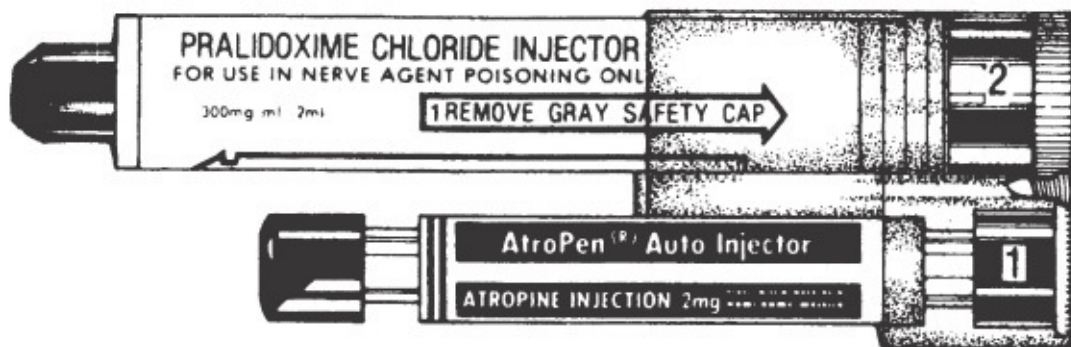 PRALIDOXIME CHLORIDE INJECTOR
FOR USE IN NERVE AGENT POISONING ONLY
300mg ml 2ml
1 REMOVE GRAY SAFETY CAP
2
AtroPen (R) Auto Injector
ATROPINE INJECTION 2mg
1